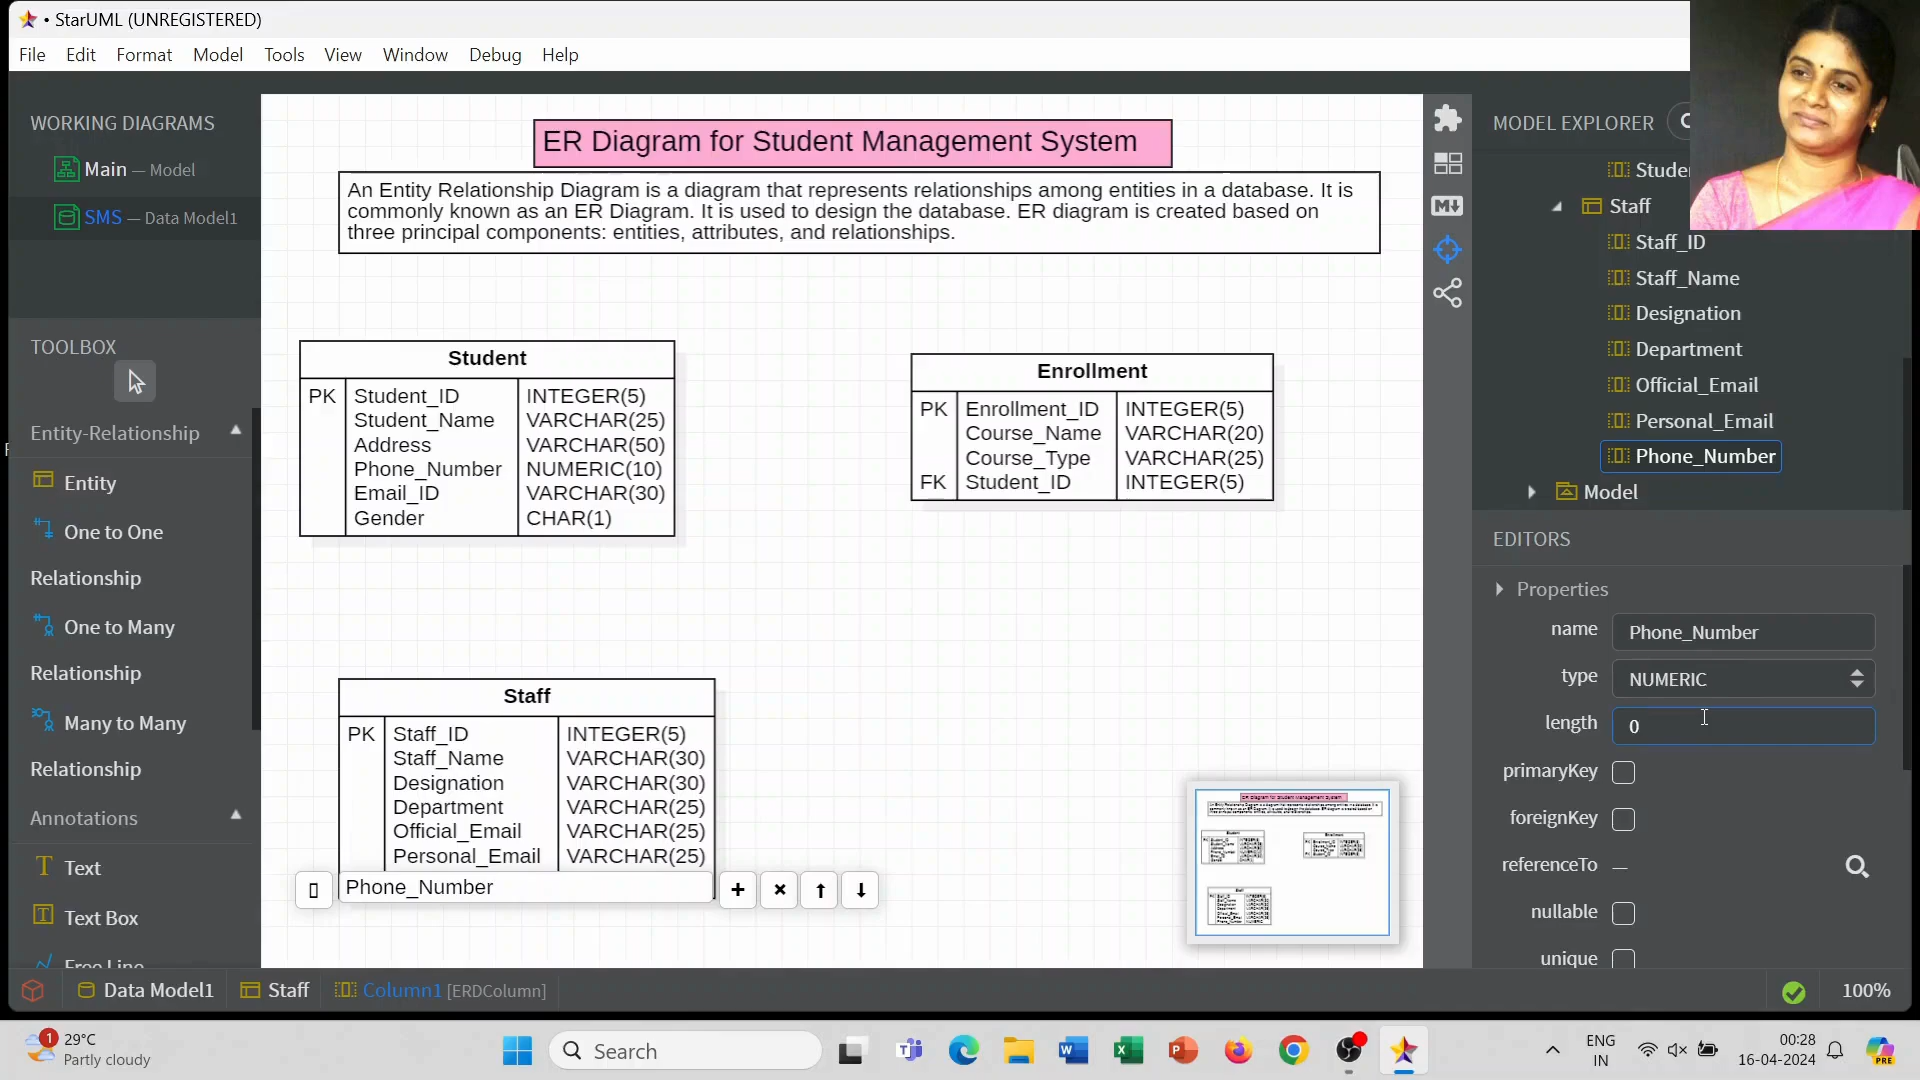 • StarUML (UNREGISTERED)
File Edit Format Model Tools View Window Debug Help
WORKING DIAGRAMS
Main — Model
SMS — Data Model1
TOOLBOX
Entity-Relationship
Entity
One to One
Relationship
One to Many
Relationship
Many to Many
Relationship
Annotations
Text
Text Box
Free Line
ER Diagram for Student Management System
An Entity Relationship Diagram is a diagram that represents relationships among entities in a database. It is
commonly known as an ER Diagram. It is used to design the database. ER diagram is created based on
three principal components: entities, attributes, and relationships.
Student
PK Student_ID INTEGER(5)
Student_Name VARCHAR(25)
Address VARCHAR(50)
Phone_Number NUMERIC(10)
Email_ID VARCHAR(30)
Gender CHAR(1)
Enrollment
PK Enrollment_ID INTEGER(5)
Course_Name VARCHAR(20)
Course_Type VARCHAR(25)
FK Student_ID INTEGER(5)
Staff
PK Staff_ID INTEGER(5)
Staff_Name VARCHAR(30)
Designation VARCHAR(30)
Department VARCHAR(25)
Official_Email VARCHAR(25)
Personal_Email VARCHAR(25)
Phone_Number
MODEL EXPLORER
Staff
Staff_ID
Staff_Name
Designation
Department
Official_Email
Personal_Email
Phone_Number
Model
EDITORS
Properties
name Phone_Number
type NUMERIC
length 0
primaryKey
foreignKey
referenceTo —
nullable
unique
Data Model1 Staff Column1 [ERDColumn] 100%
1 29°C
Partly cloudy
Search
ENG
IN
00:28
16-04-2024
PRE